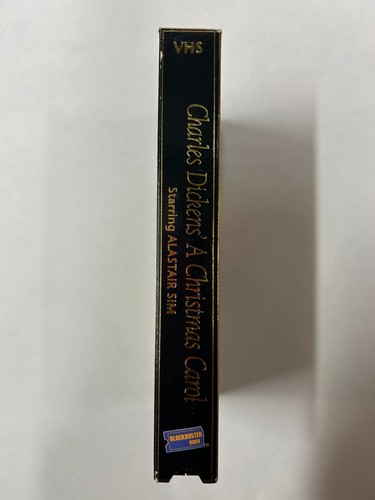 VHS
Charles Dickens' A Christmas Carol
Starring ALASTAIR SIM
BLOCKBUSTER
VIDEO